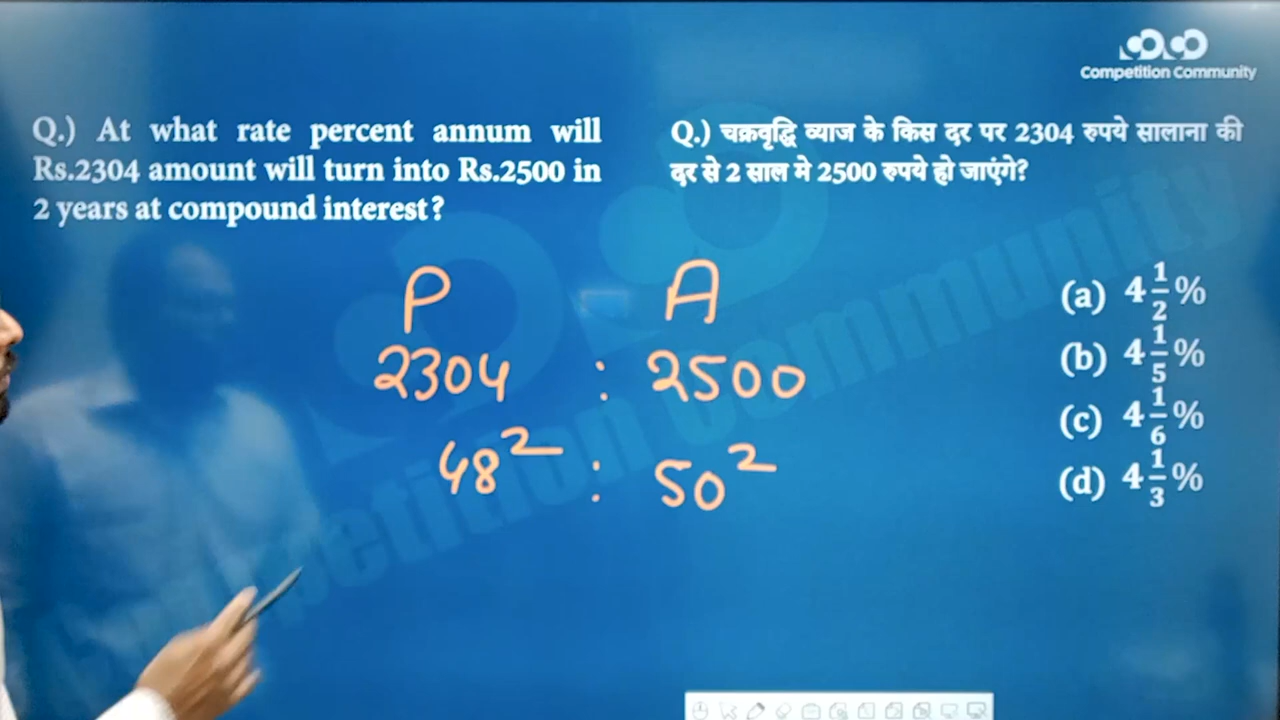 Competition Community
Q.) At what rate percent annum will
Rs.2304 amount will turn into Rs.2500 in
2 years at compound interest?
Q.) चक्रवृद्धि ब्याज के किस दर पर 2304 रुपये सालाना की
दर से 2 साल मे 2500 रुपये हो जाएंगे?
P A
2304 : 2500
48² : 50²
(a) 4 1/2 %
(b) 4 1/5 %
(c) 4 1/6 %
(d) 4 1/3 %
Competition Community